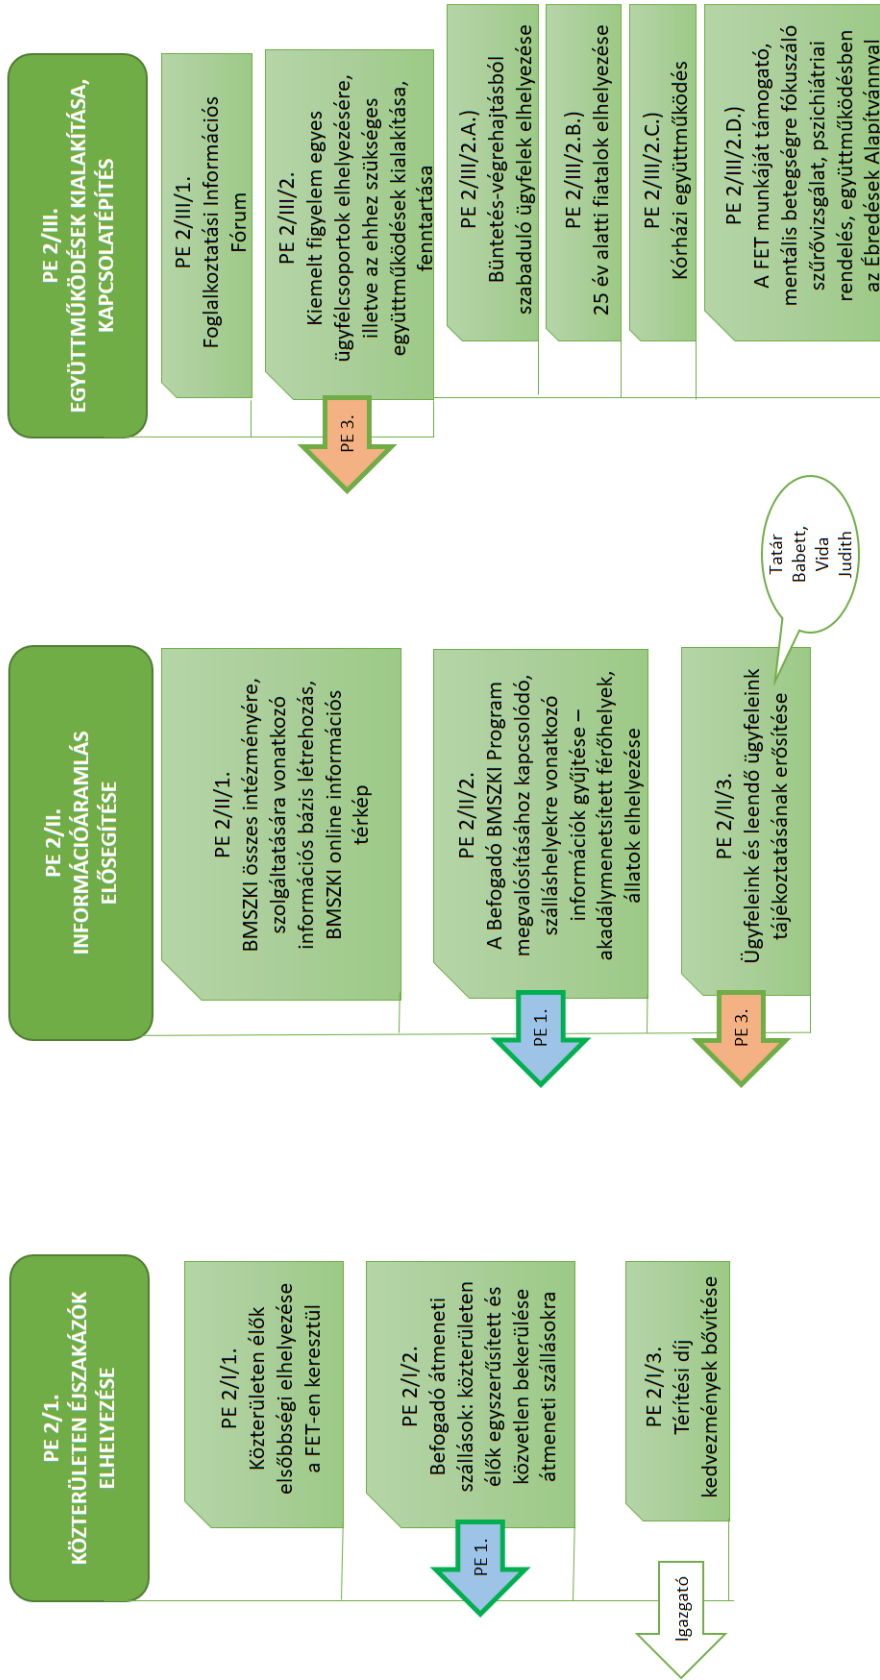 PE 2/1.
KÖZTERÜLETEN ÉJSZAKÁZÓK
ELHELYEZÉSE
PE 2/I/1.
Közterületen élők
elsőbbségi elhelyezése
a FET-en keresztül
PE 2/I/2.
Befogadó átmeneti
szállások: közterületen
élők egyszerűsített és
közvetlen bekerülése
átmeneti szállásokra
PE 1.
PE 2/I/3.
Térítési díj
kedvezmények bővítése
Igazgató
PE 2/II.
INFORMÁCIÓÁRAMLÁS
ELŐSEGÍTÉSE
PE 2/II/1.
BMSZKI összes intézményére,
szolgáltatására vonatkozó
információs bázis létrehozás,
BMSZKI online információs
térkép
PE 2/II/2.
A Befogadó BMSZKI Program
megvalósításához kapcsolódó,
szálláshelyekre vonatkozó
információk gyűjtése –
akadálymenetsített férőhelyek,
állatok elhelyezése
PE 1.
PE 2/II/3.
Ügyfeleink és leendő ügyfeleink
tájékoztatásának erősítése
PE 3.
Tatár
Babett,
Vida
Judith
PE 2/III.
EGYÜTTMŰKÖDÉSEK KIALAKÍTÁSA,
KAPCSOLATÉPÍTÉS
PE 2/III/1.
Foglalkoztatási Információs
Fórum
PE 2/III/2.
Kiemelt figyelem egyes
ügyfélcsoportok elhelyezésére,
illetve az ehhez szükséges
együttműködések kialakítása,
fenntartása
PE 3.
PE 2/III/2.A.)
Büntetés-végrehajtásból
szabaduló ügyfelek elhelyezése
PE 2/III/2.B.)
25 év alatti fiatalok elhelyezése
PE 2/III/2.C.)
Kórházi együttműködés
PE 2/III/2.D.)
A FET munkáját támogató,
mentális betegségre fókuszáló
szűrővizsgálat, pszichiátriai
rendelés, együttműködésben
az Ébredések Alapítvánnyal